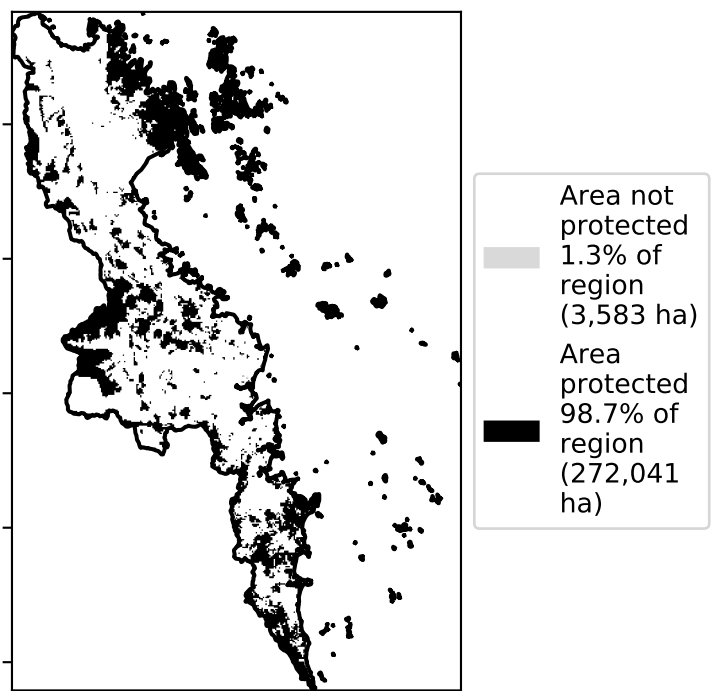 Area not
protected
1.3% of
region
(3,583 ha)
Area
protected
98.7% of
region
(272,041
ha)